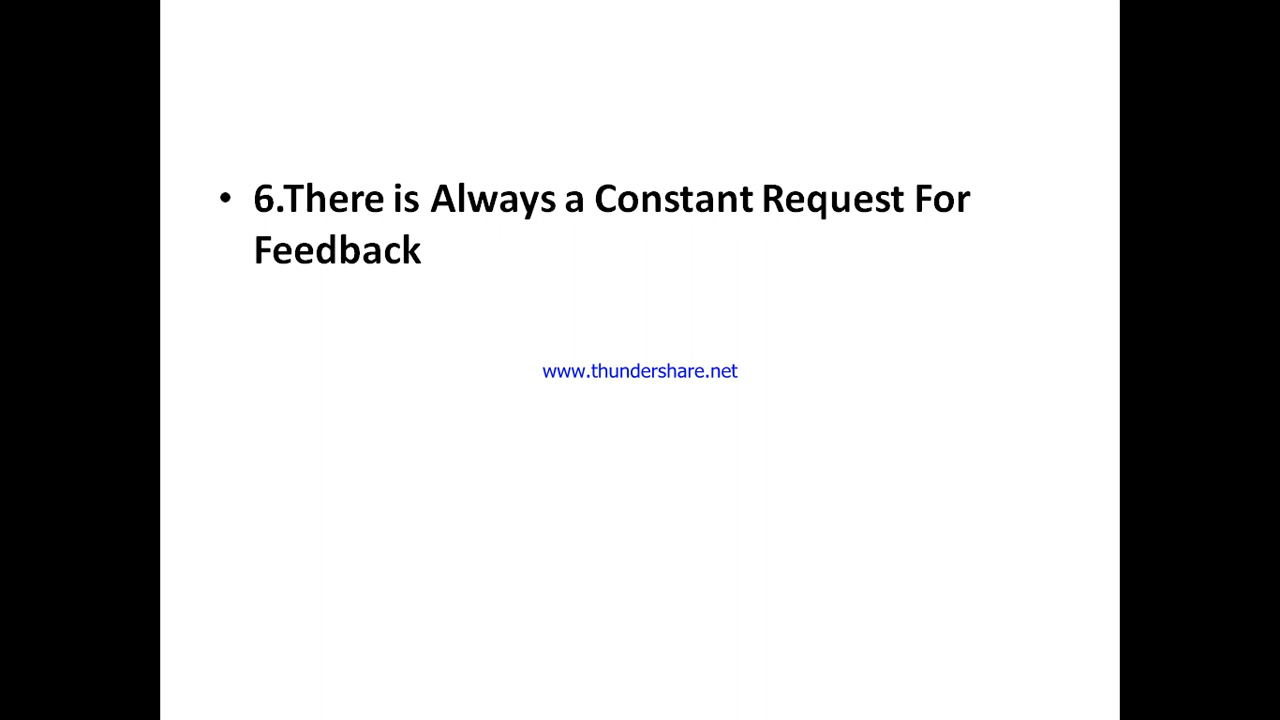 • 6.There is Always a Constant Request For
Feedback
www.thundershare.net